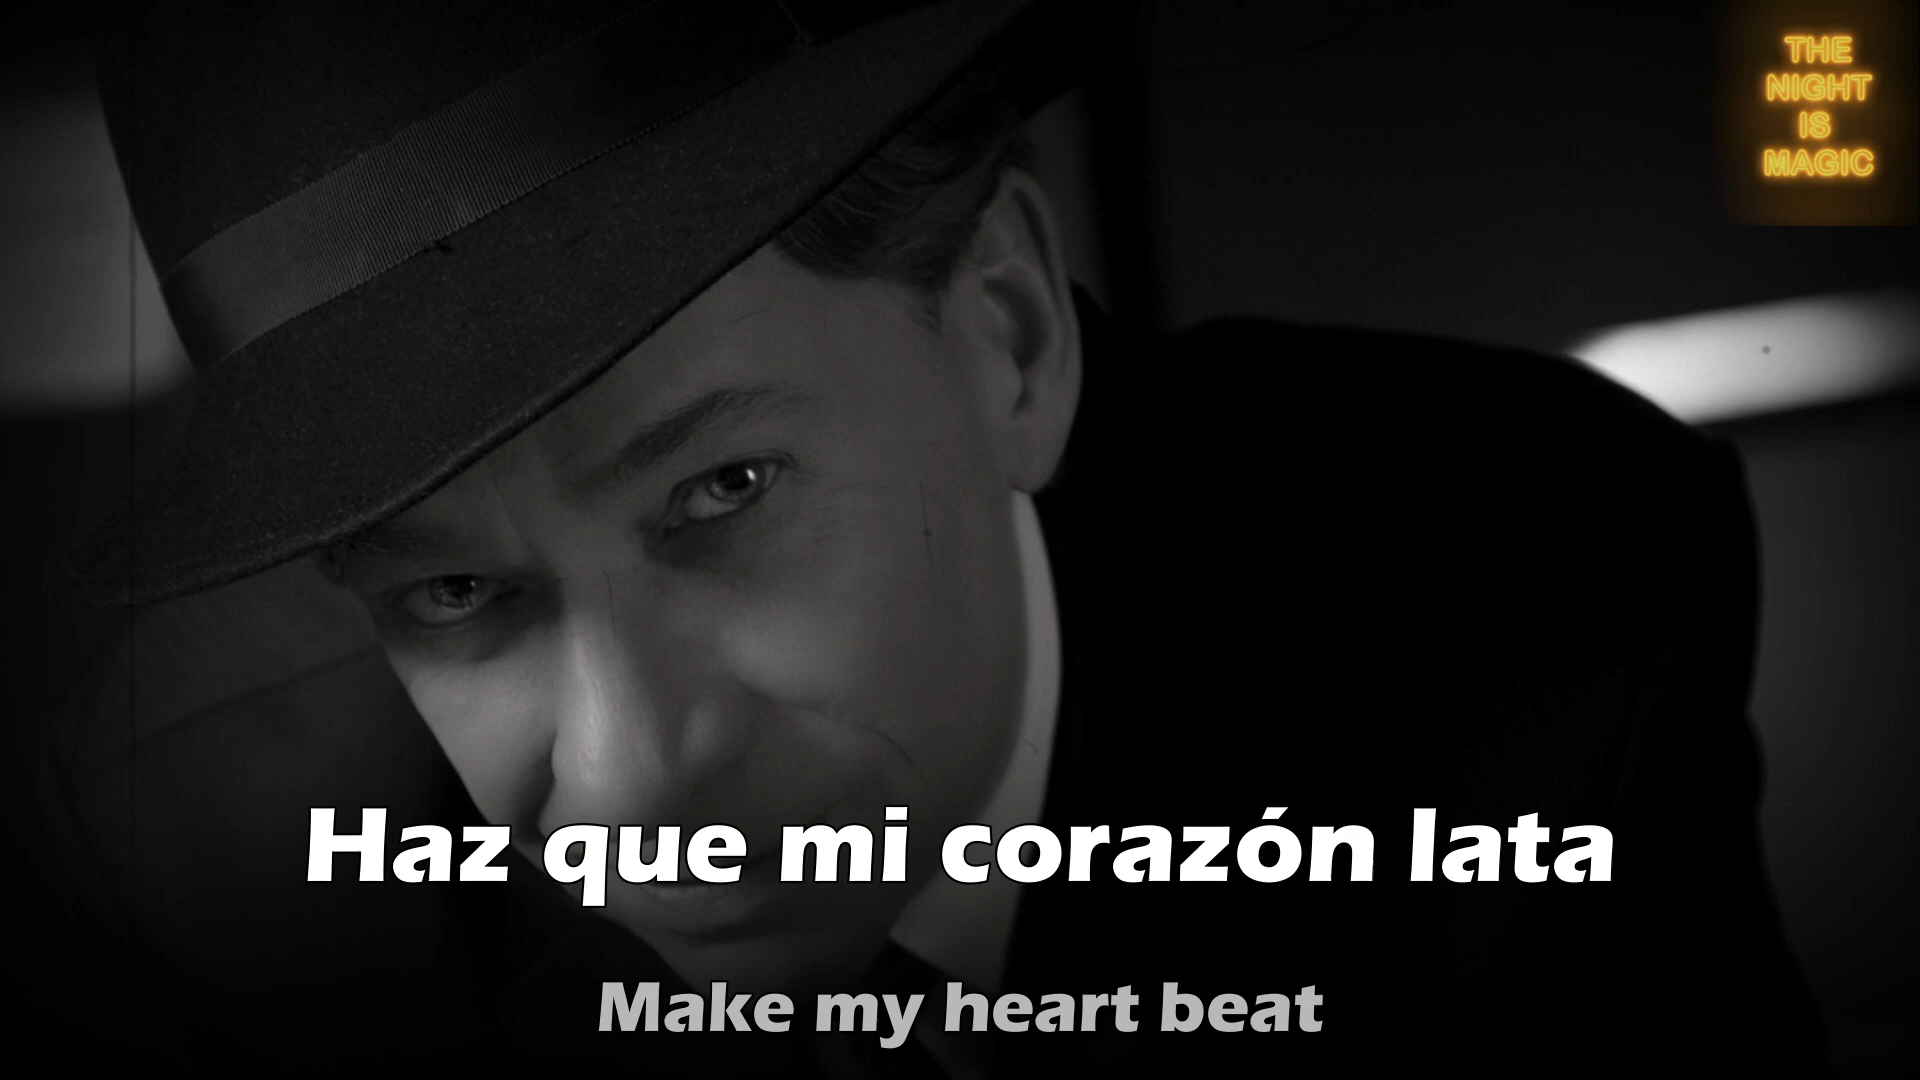 THE
NIGHT
IS
MAGIC
Haz que mi corazón lata
Make my heart beat